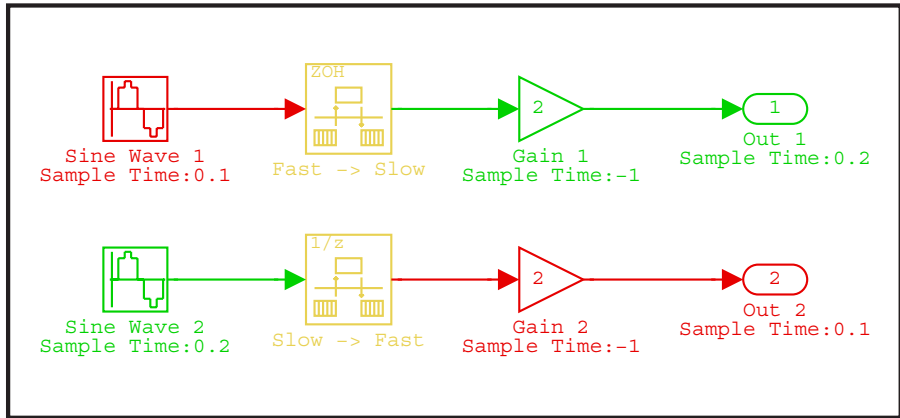 ZOH
2
1
Sine Wave 1
Sample Time:0.1
Fast -> Slow
Gain 1
Sample Time:-1
Out 1
Sample Time:0.2
1/z
2
2
Sine Wave 2
Sample Time:0.2
Slow -> Fast
Gain 2
Sample Time:-1
Out 2
Sample Time:0.1